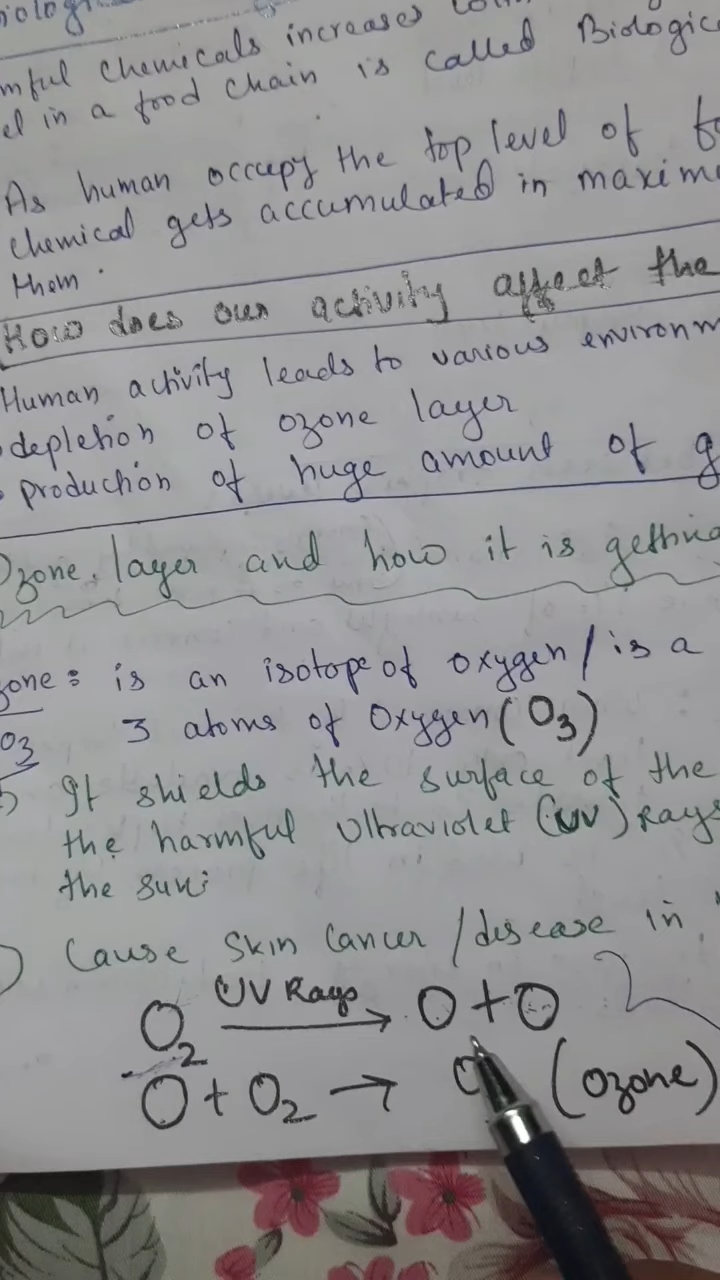 mful chemicals increases
el in a food chain is called Biologic
As human occupy the top level of fo
chemical gets accumulated in maxim
them.
How does our activity affect the
Human activity leads to various environm
depletion of ozone layer
production of huge amount of g
Ozone layer and how it is getting
zone: is an isotope of oxygen/is a
O3 3 atoms of Oxygen (O3)
It shields the surface of the
the harmful Ultraviolet (UV) Rays
the sun:
Cause Skin Cancer/disease in
O2 UV Rays → O + O
O + O2 → O (Ozone)